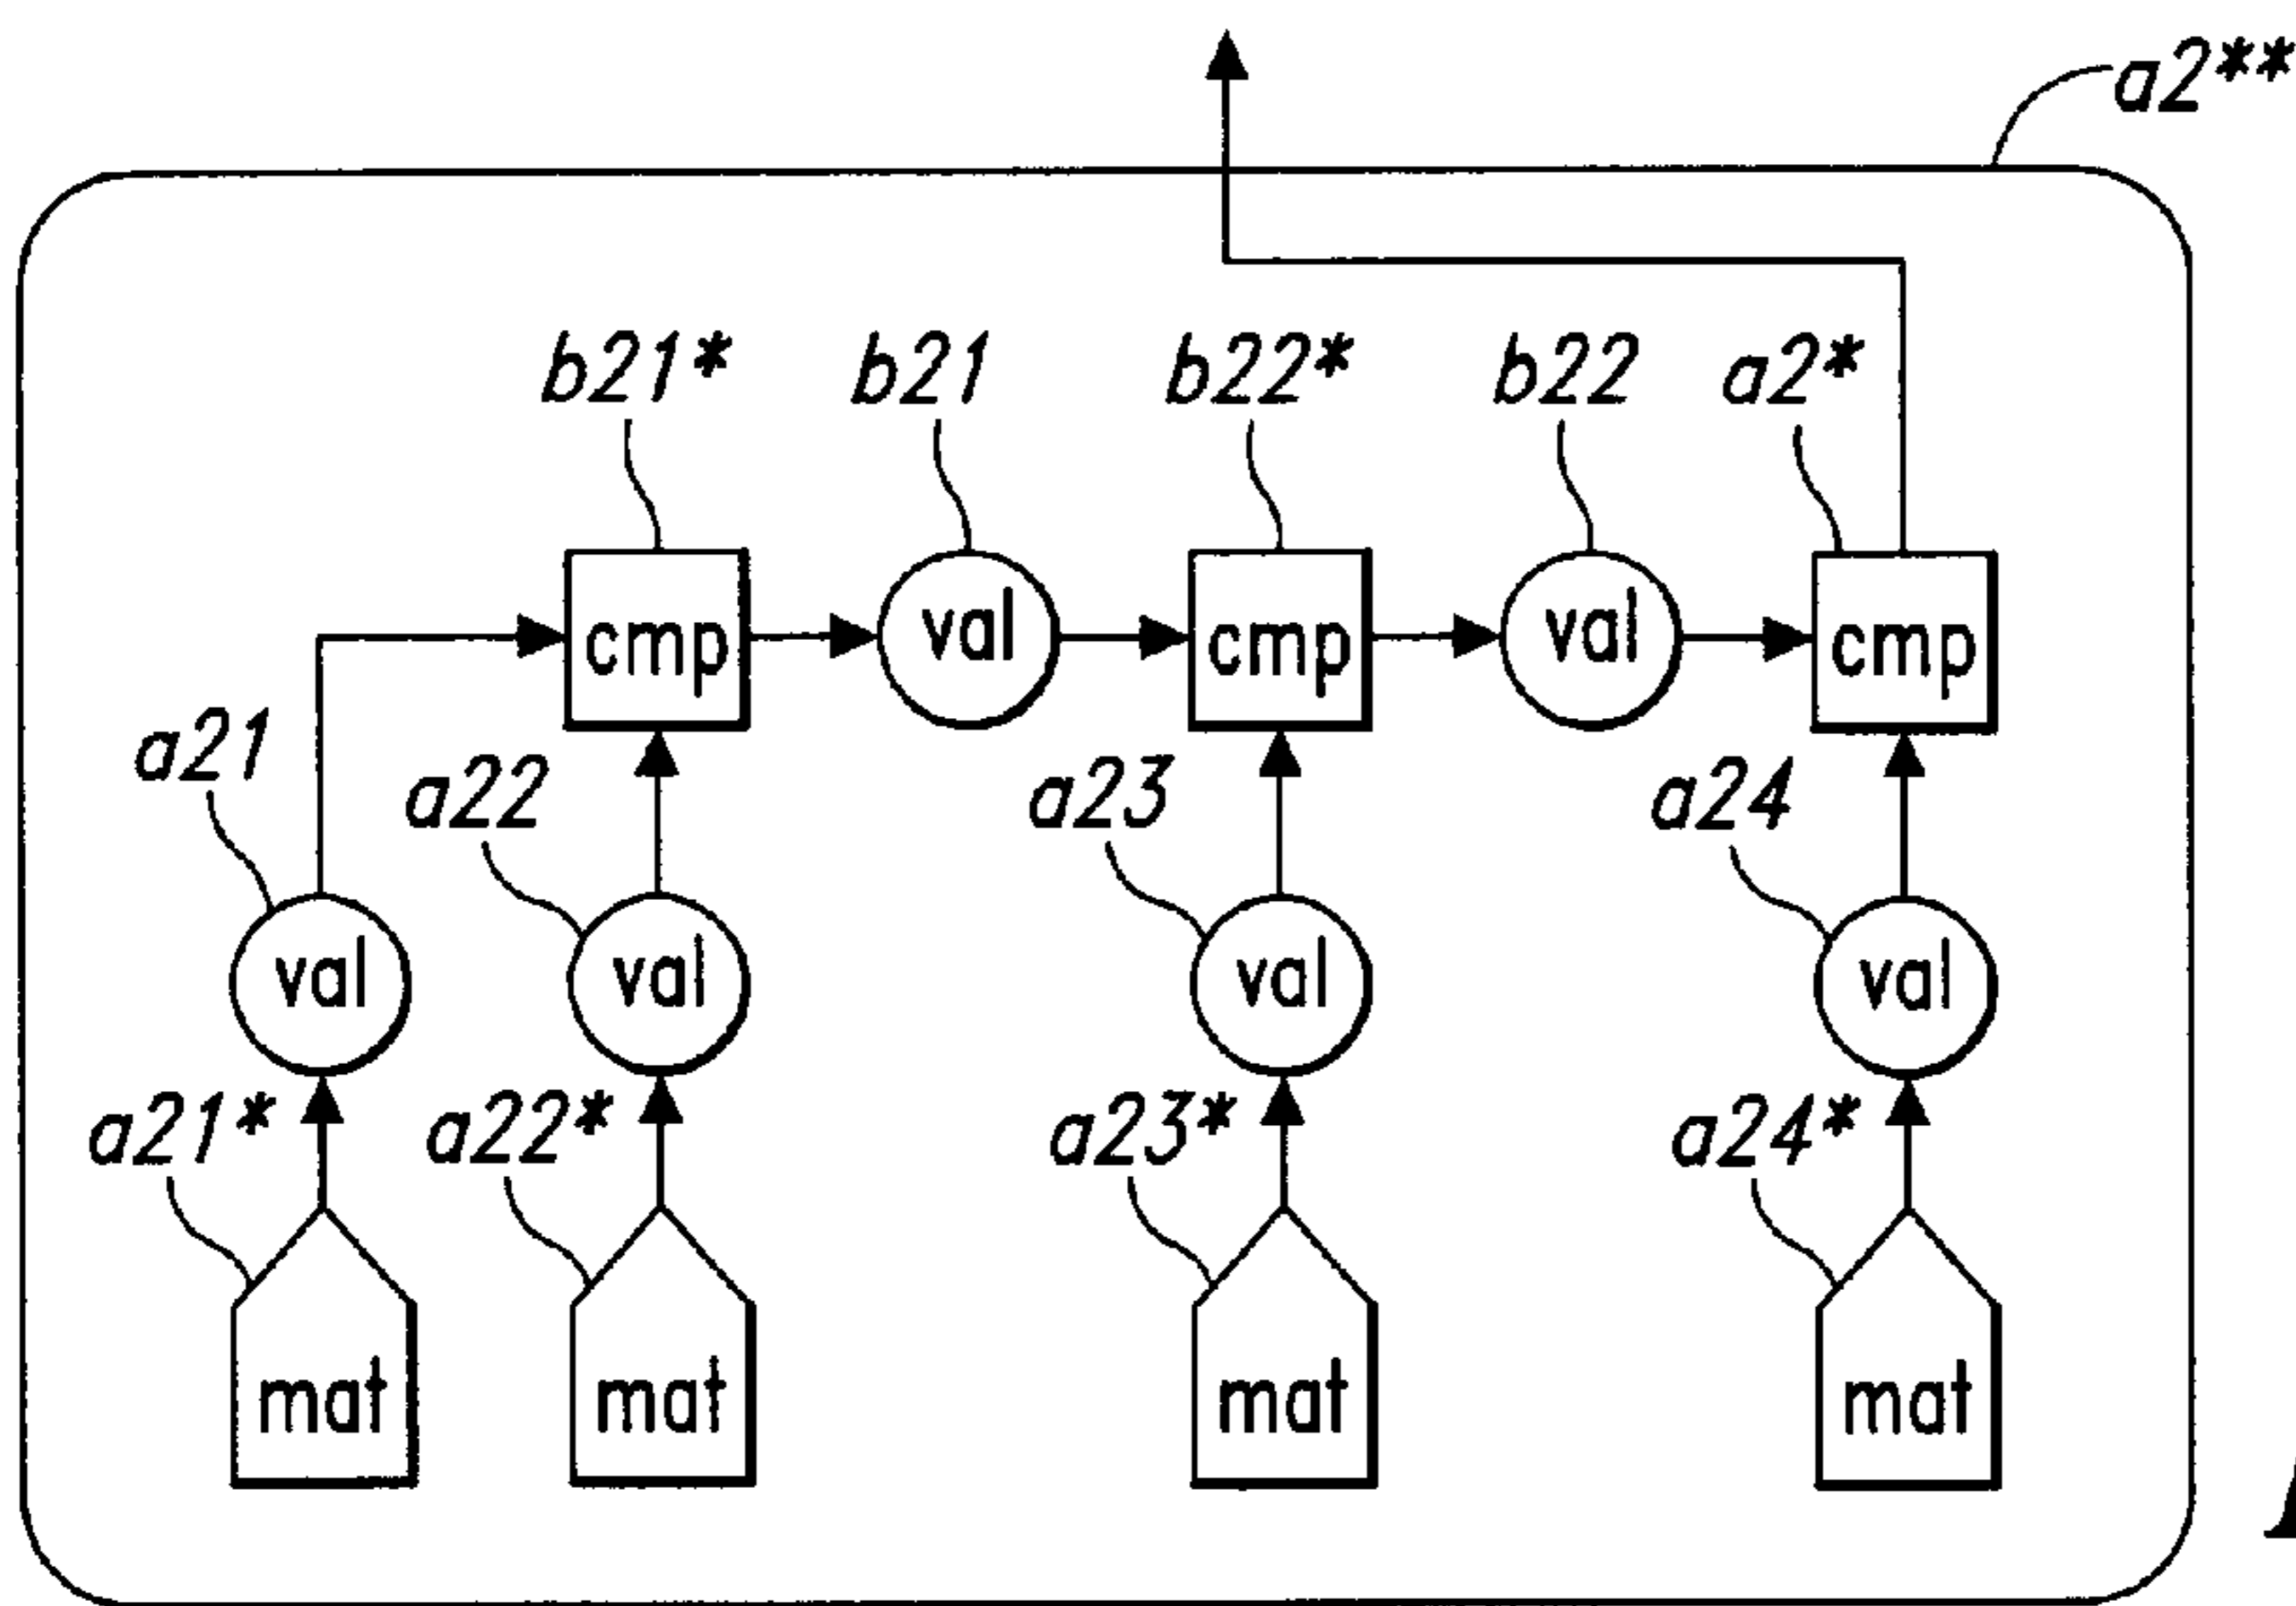 a2**
b21* b21 b22* b22 a2*
cmp val cmp val cmp
a21 a22 a23 a24
val val val val
a21* a22* a23* a24*
mat mat mat mat